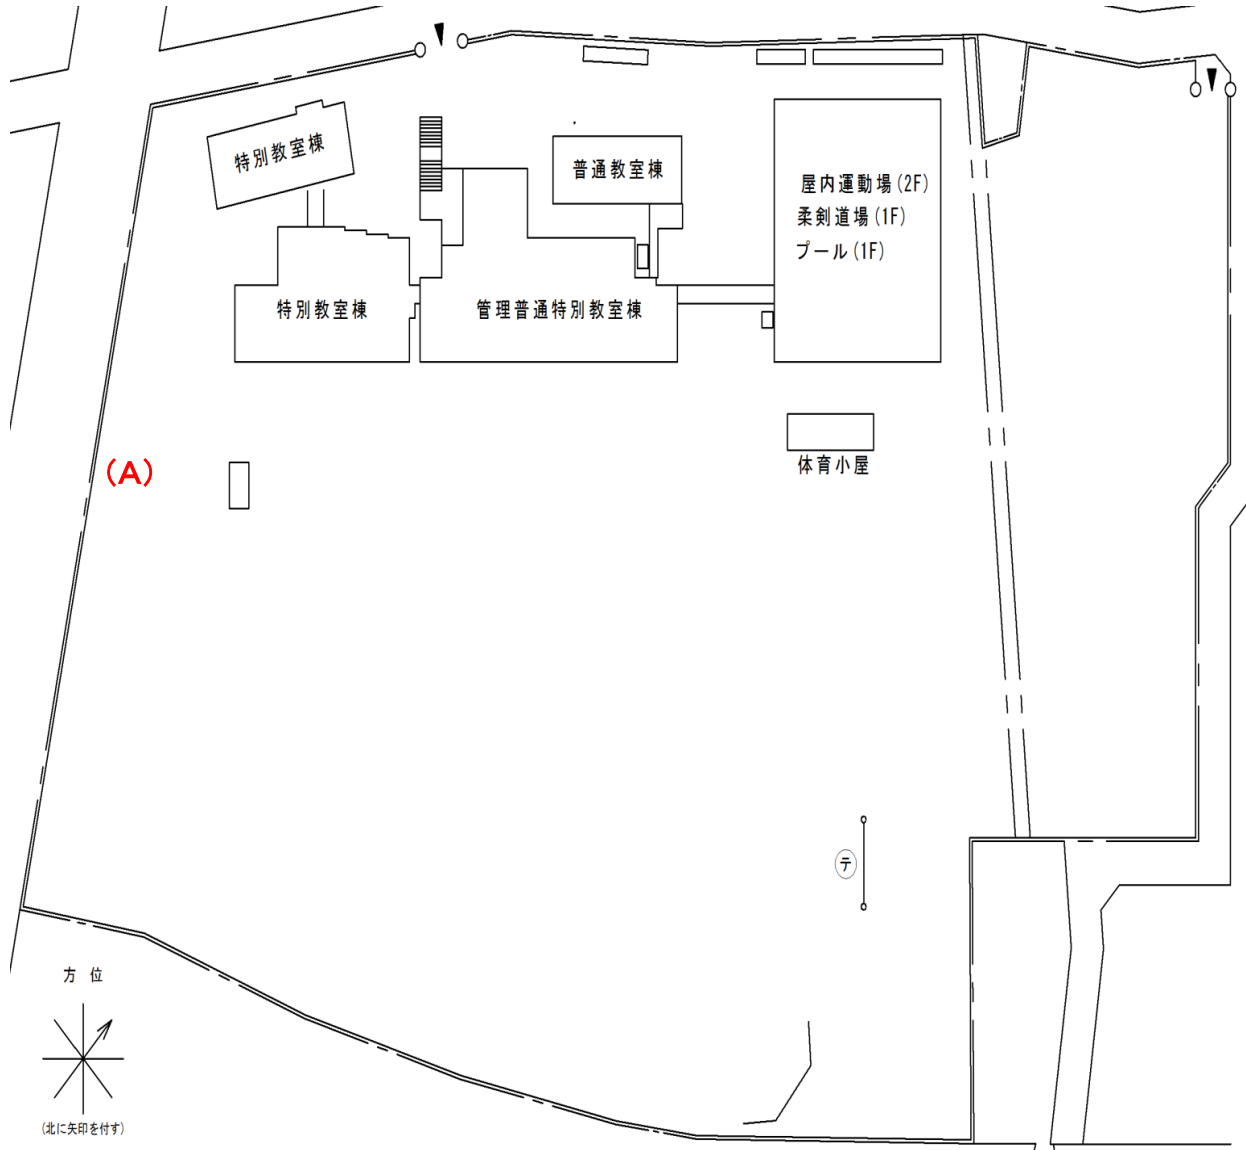 特別教室棟
普通教室棟
屋内運動場(2F)
柔剣道場(1F)
プール(1F)
特別教室棟
管理普通特別教室棟
(A)
体育小屋
テ
方 位
(北に矢印を付す)